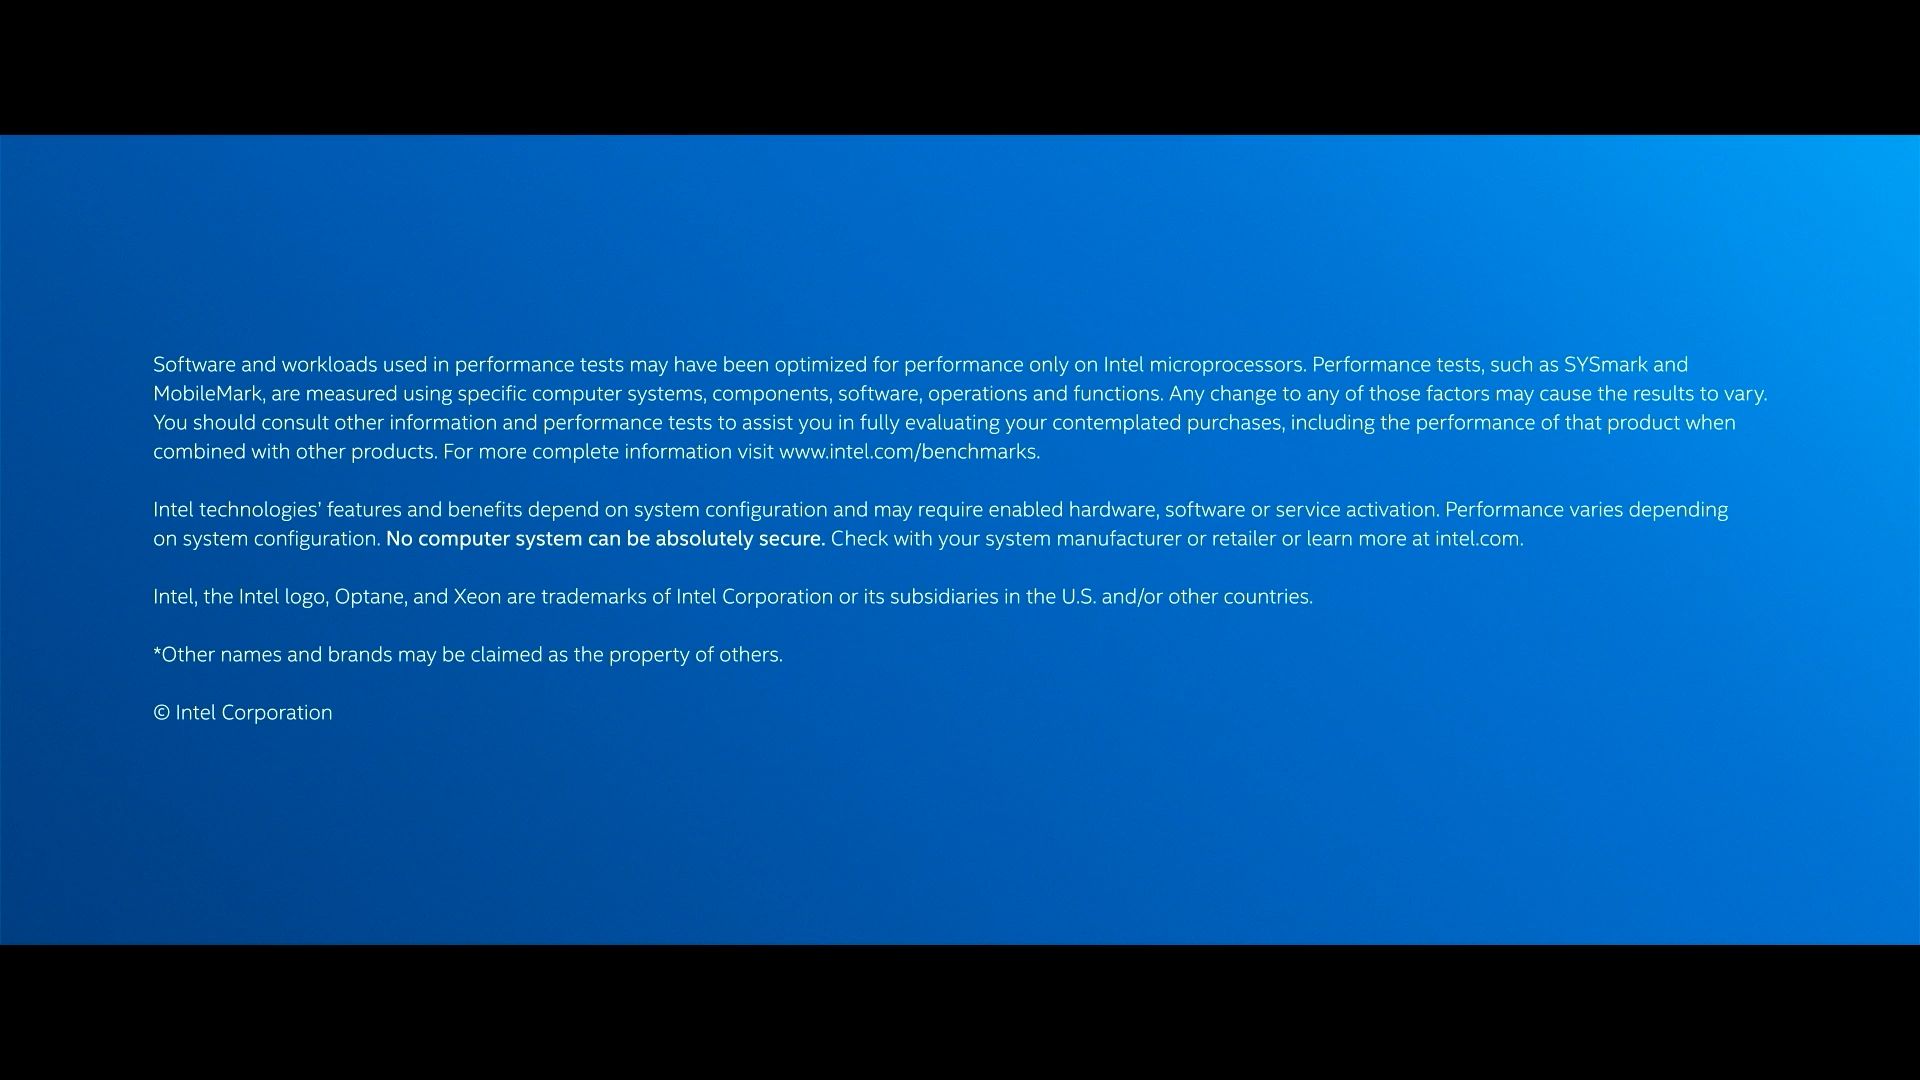 Software and workloads used in performance tests may have been optimized for performance only on Intel microprocessors. Performance tests, such as SYSmark and
MobileMark, are measured using specific computer systems, components, software, operations and functions. Any change to any of those factors may cause the results to vary.
You should consult other information and performance tests to assist you in fully evaluating your contemplated purchases, including the performance of that product when
combined with other products. For more complete information visit www.intel.com/benchmarks.
Intel technologies’ features and benefits depend on system configuration and may require enabled hardware, software or service activation. Performance varies depending
on system configuration. No computer system can be absolutely secure. Check with your system manufacturer or retailer or learn more at intel.com.
Intel, the Intel logo, Optane, and Xeon are trademarks of Intel Corporation or its subsidiaries in the U.S. and/or other countries.
*Other names and brands may be claimed as the property of others.
© Intel Corporation